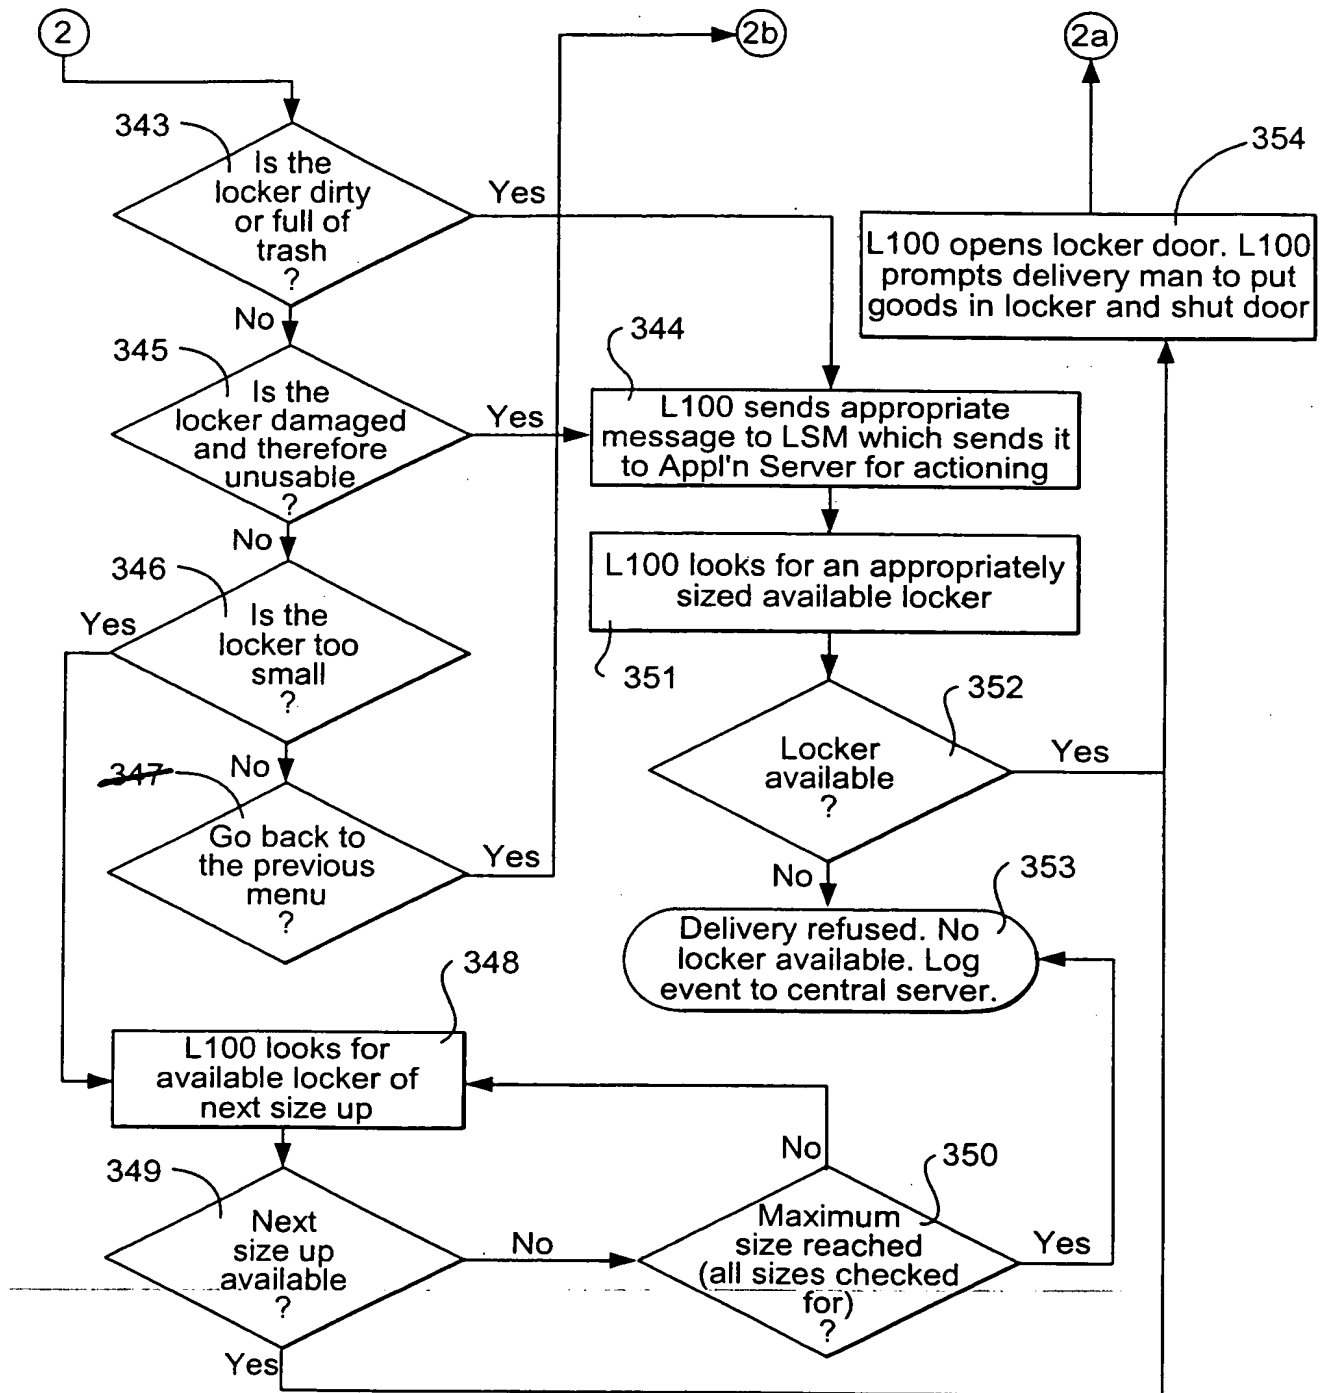 2
2b
2a
343
Is the
locker dirty
or full of
trash
?
Yes
No
354
L100 opens locker door. L100
prompts delivery man to put
goods in locker and shut door
345
Is the
locker damaged
and therefore
unusable
?
Yes
No
344
L100 sends appropriate
message to LSM which sends it
to Appl'n Server for actioning
346
Is the
locker too
small
?
Yes
No
L100 looks for an appropriately
sized available locker
351
352
Locker
available
?
Yes
No
347
Go back to
the previous
menu
?
Yes
353
Delivery refused. No
locker available. Log
event to central server.
348
L100 looks for
available locker of
next size up
349
Next
size up
available
?
No
Yes
350
Maximum
size reached
(all sizes checked
for)
?
No
Yes